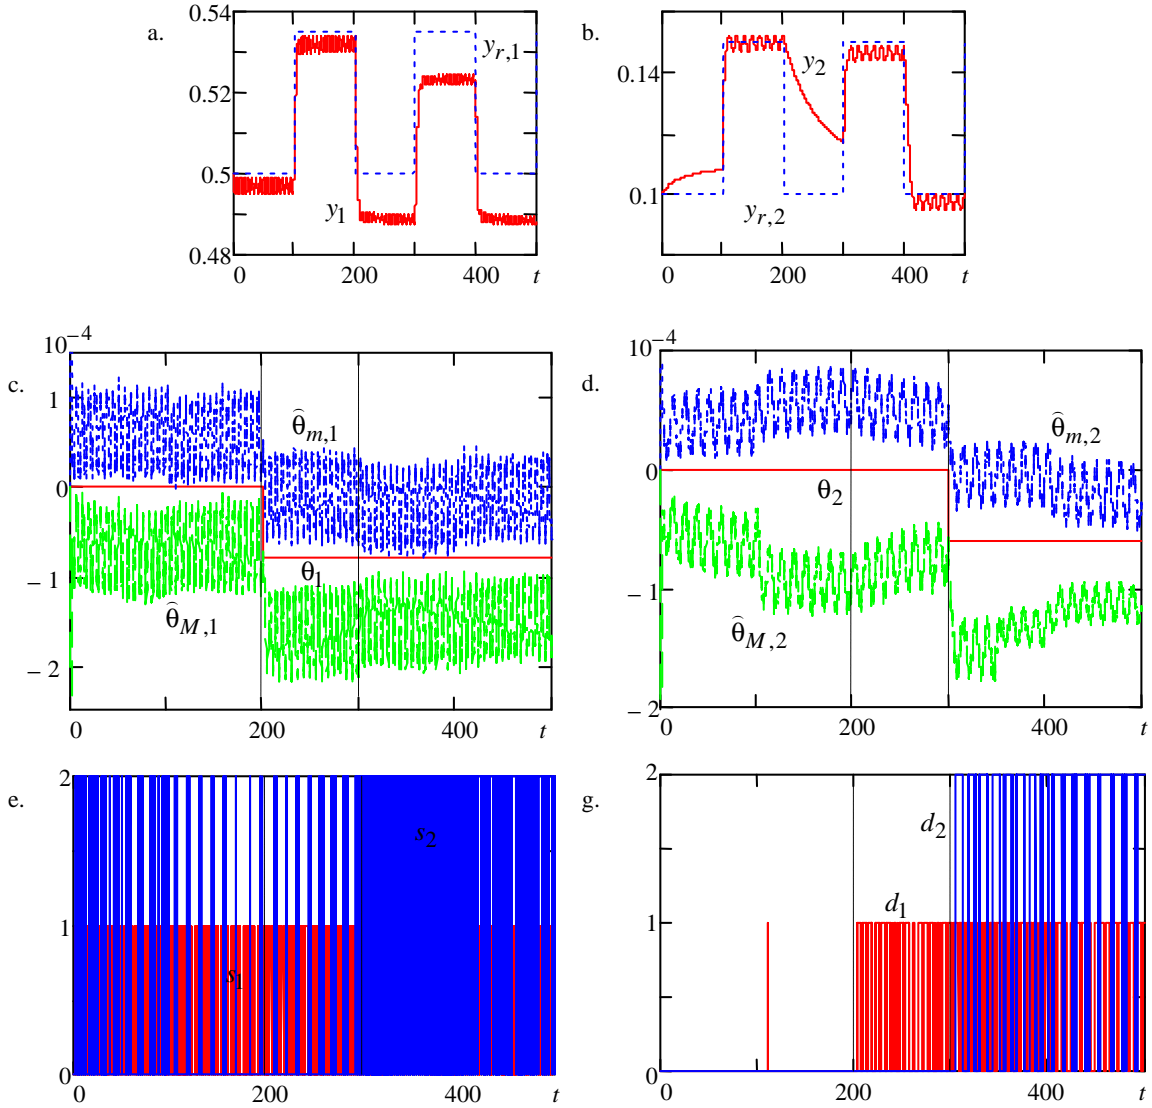 a.
0.54
0.52
0.5
0.48
y_{r,1}
y_1
0 200 400 t
b.
0.14
0.1
y_2
y_{r,2}
0 200 400 t
c.
10^{-4}
1
0
− 1
− 2
θ̂_{m,1}
θ_1
θ̂_{M,1}
0 200 400 t
d.
10^{-4}
0
− 1
− 2
θ̂_{m,2}
θ_2
θ̂_{M,2}
0 200 400 t
e.
2
1
0
s_2
s_1
0 200 400 t
g.
2
1
0
d_2
d_1
0 200 400 t